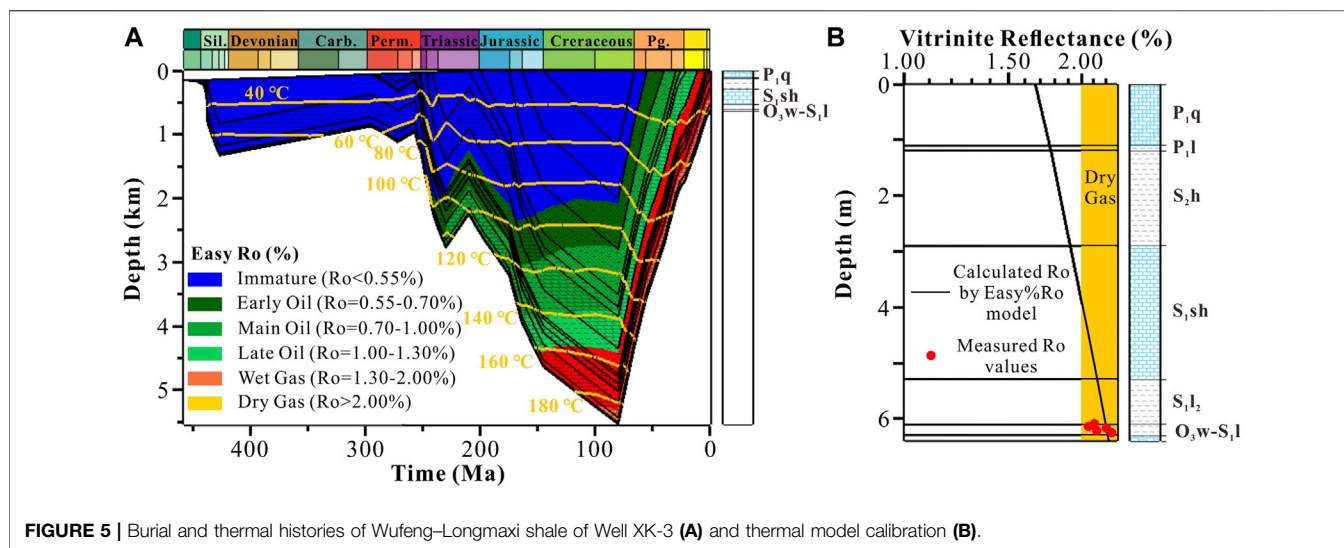 A
Sil. Devonian Carb. Perm. Triassic Jurassic Creraceous Pg.
0
1
2
3
4
5
Depth (km)
40 ℃
60 ℃
80 ℃
100 ℃
120 ℃
140 ℃
160 ℃
180 ℃
Easy Ro (%)
Immature (Ro<0.55%)
Early Oil (Ro=0.55-0.70%)
Main Oil (Ro=0.70-1.00%)
Late Oil (Ro=1.00-1.30%)
Wet Gas (Ro=1.30-2.00%)
Dry Gas (Ro>2.00%)
400 300 200 100 0
Time (Ma)
P₁q
S₁sh
O₃w-S₁l
B
Vitrinite Reflectance (%)
1.00 1.50 2.00
0
2
4
6
Depth (m)
Dry
Gas
Calculated Ro
by Easy%Ro
model
Measured Ro
values
P₁q
P₁l
S₂h
S₁sh
S₁l₂
O₃w-S₁l
FIGURE 5 | Burial and thermal histories of Wufeng–Longmaxi shale of Well XK-3 (A) and thermal model calibration (B).